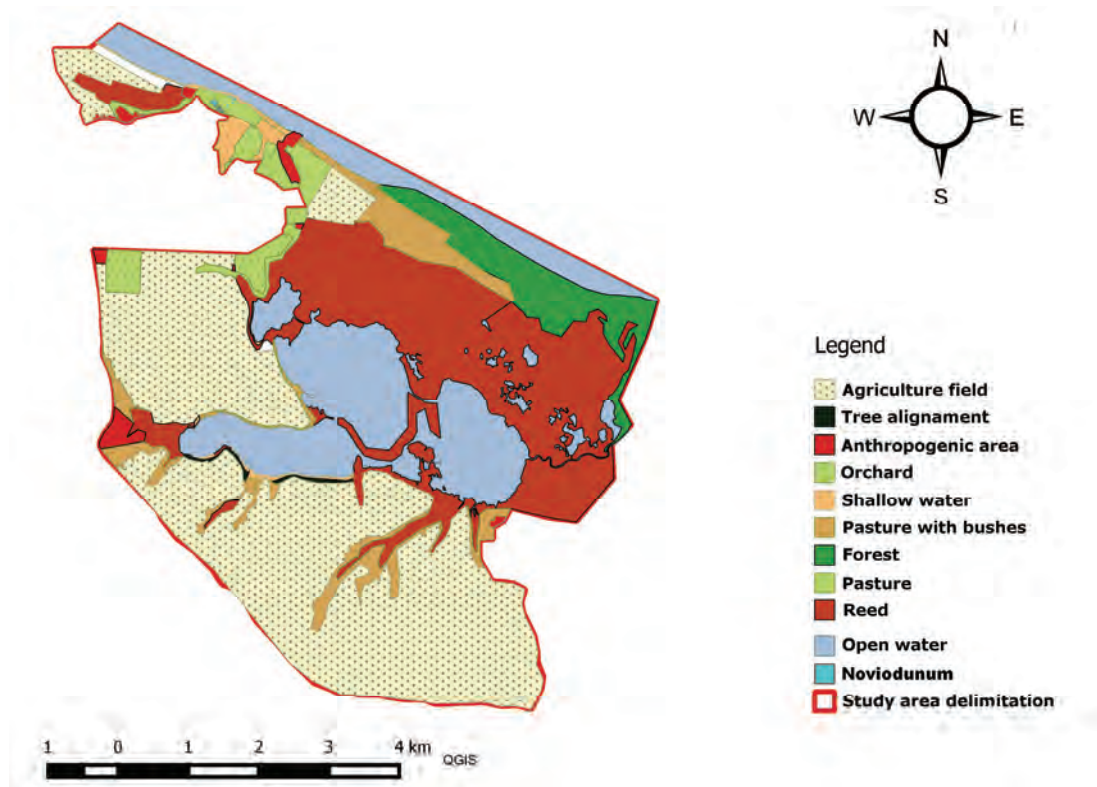 N
W E
S
Legend
Agriculture field
Tree alignament
Anthropogenic area
Orchard
Shallow water
Pasture with bushes
Forest
Pasture
Reed
Open water
Noviodunum
Study area delimitation
1 0 1 2 3 4 km
QGIS